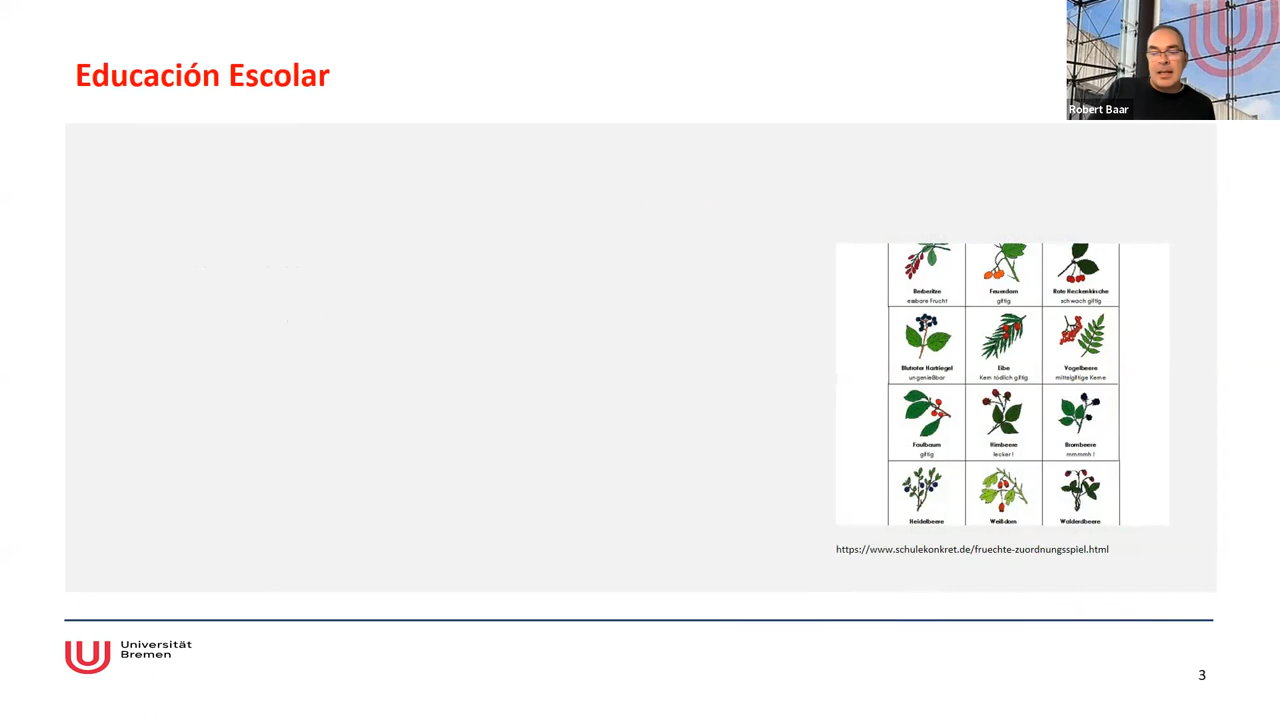 Educación Escolar
Robert Baar
Berberitze
essbare Frucht
Feuerdorn
giftig
Rote Heckenkirsche
schwach giftig
Blutroter Hartriegel
ungenießbar
Eibe
Kern tödlich giftig
Vogelbeere
mittelgiftige Kerne
Faulbaum
giftig
Himbeere
lecker!
Brombeere
mmmmh!
Heidelbeere
Weißdorn
Walderdbeere
https://www.schulekonkret.de/fruechte-zuordnungsspiel.html
Universität
Bremen
3